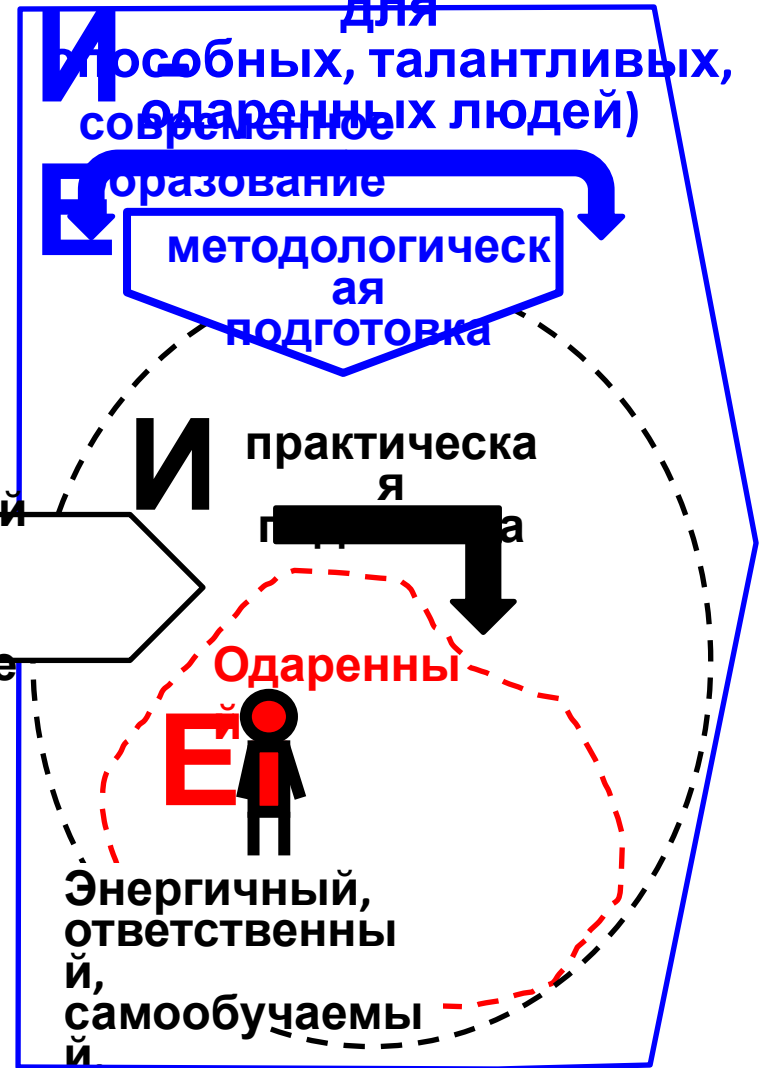 для
И -
способных, талантливых,
одаренных людей)
современное
образование
Е
методологическ
ая
подготовка
И
практическа
я
й
е
Одаренны
й
Е
Энергичный,
ответственны
й,
самообучаемы
й,